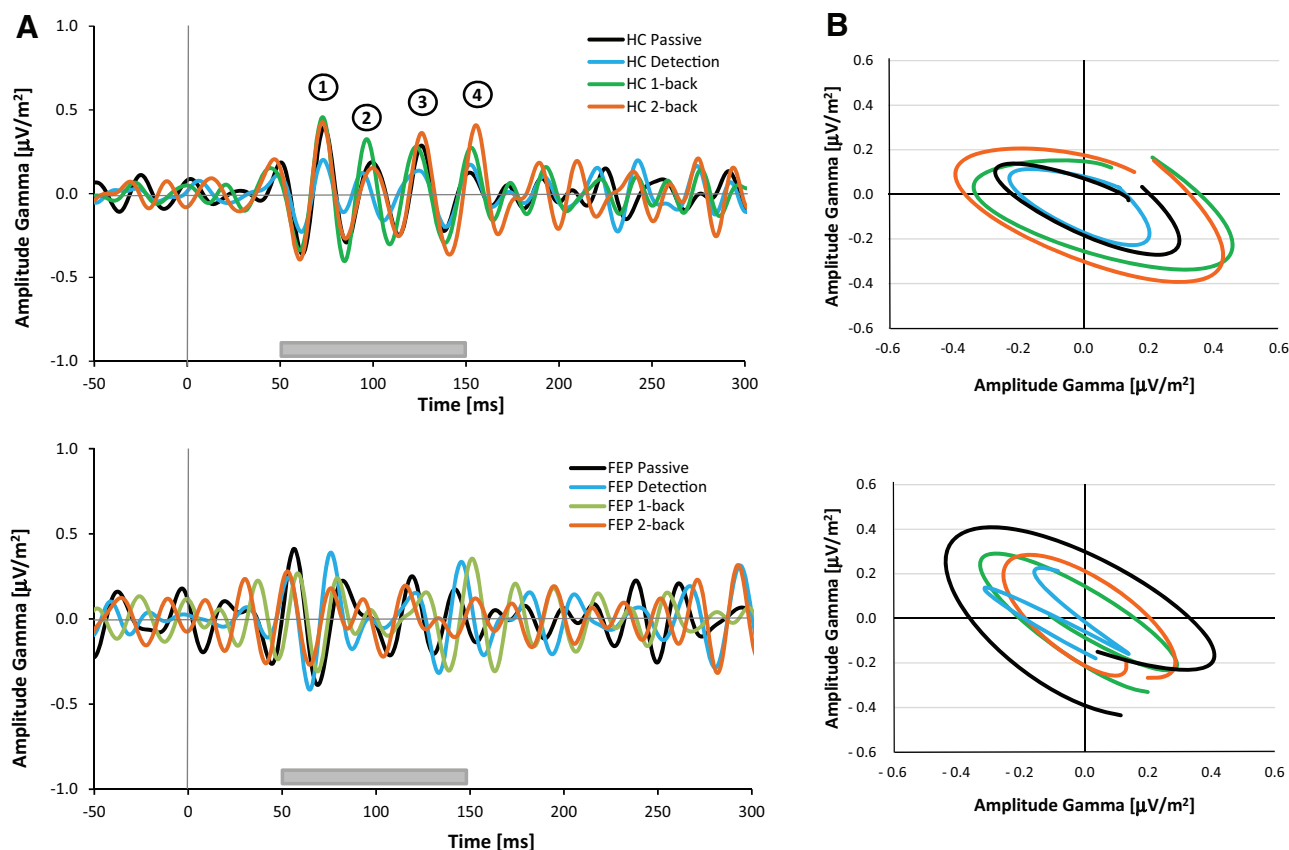 A
Amplitude Gamma [µV/m²]
1.0
0.5
0.0
-0.5
-1.0
1
2
3
4
HC Passive
HC Detection
HC 1-back
HC 2-back
-50 0 50 100 150 200 250 300
Time [ms]
B
Amplitude Gamma [µV/m²]
0.6
0.4
0.2
0.0
-0.2
-0.4
-0.6
-0.6 -0.4 -0.2 0.0 0.2 0.4 0.6
Amplitude Gamma [µV/m²]
Amplitude Gamma [µV/m²]
1.0
0.5
0.0
-0.5
-1.0
FEP Passive
FEP Detection
FEP 1-back
FEP 2-back
-50 0 50 100 150 200 250 300
Time [ms]
Amplitude Gamma [µV/m²]
0.6
0.4
0.2
0.0
- 0.2
- 0.4
- 0.6
- 0.6 - 0.4 - 0.2 0.0 0.2 0.4 0.6
Amplitude Gamma [µV/m²]